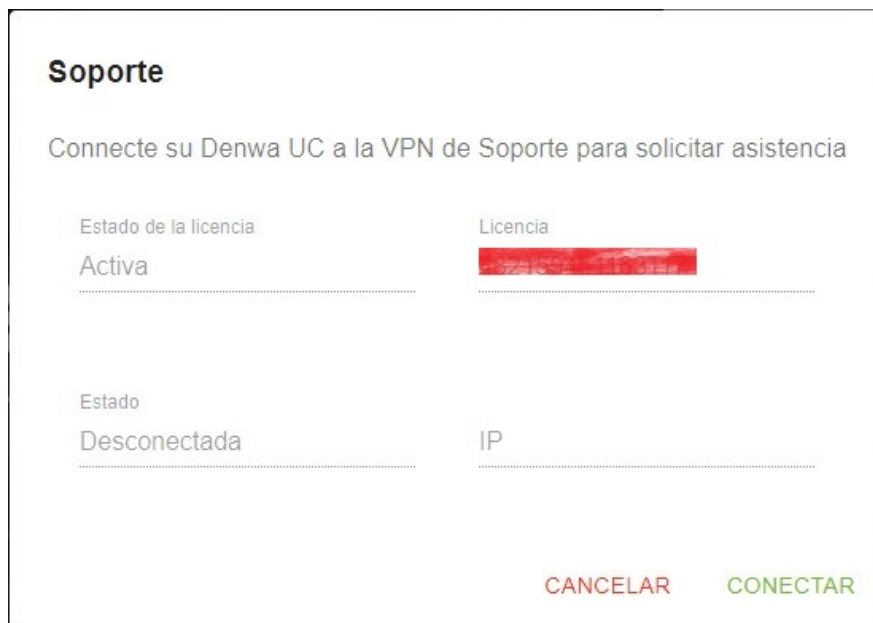 Soporte
Connecte su Denwa UC a la VPN de Soporte para solicitar asistencia
Estado de la licencia
Licencia
Activa
Estado
Desconectada
IP
CANCELAR
CONECTAR